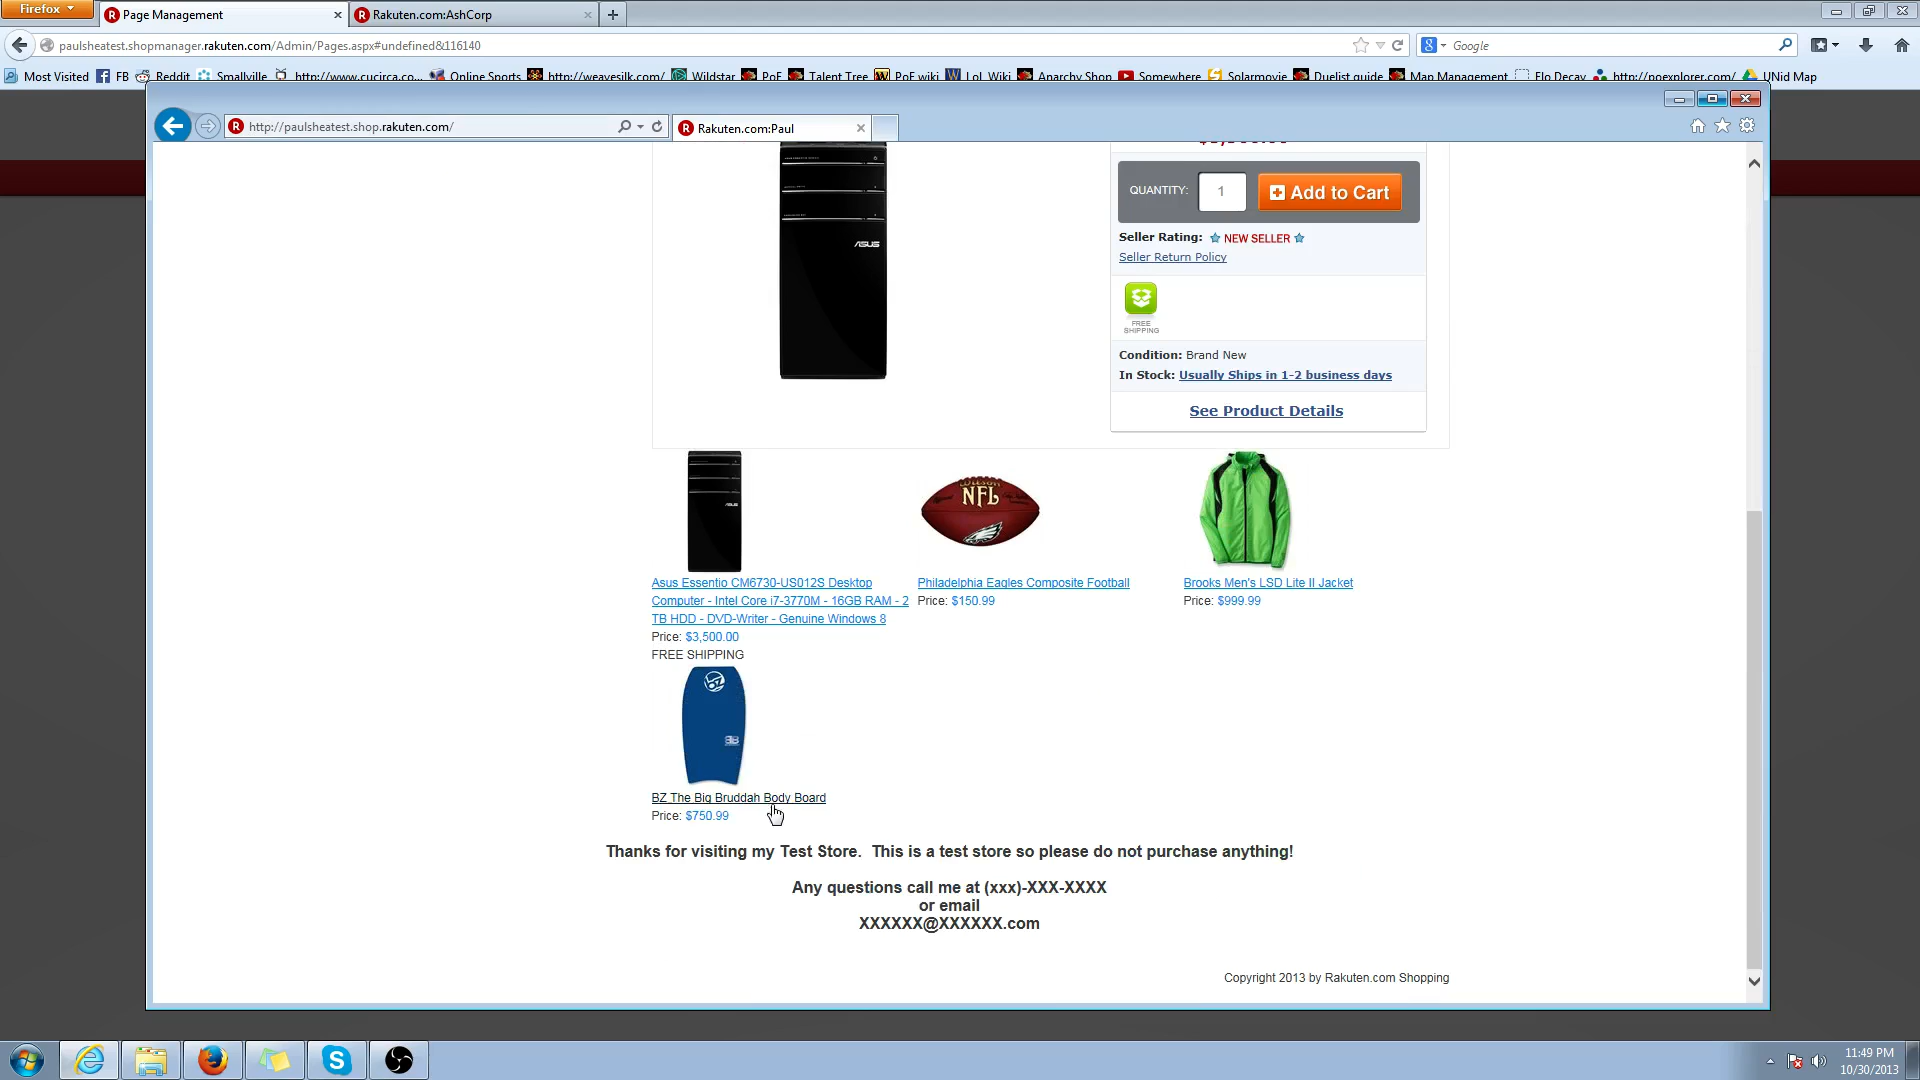 Firefox
Page Management
Rakuten.com:AshCorp
paulsheatest.shopmanager.rakuten.com/Admin/Pages.aspx#undefined&116140
Google
Most Visited
FB
Reddit
Smallville
http://www.cucirca.co...
Online Sports
http://weavesilk.com/
Wildstar
PoE
Talent Tree
PoE wiki
LoL Wiki
Anarchy Shop
Somewhere
Solarmovie
Duelist guide
Map Management
Elo Decay
http://poexplorer.com/
UNid Map
http://paulsheatest.shop.rakuten.com/
Rakuten.com:Paul
QUANTITY: 1 Add to Cart
Seller Rating: NEW SELLER
Seller Return Policy
FREE
SHIPPING
Condition: Brand New
In Stock: Usually Ships in 1-2 business days
See Product Details
ASUS
ASUS
Wilson
NFL
Asus Essentio CM6730-US012S Desktop
Computer - Intel Core i7-3770M - 16GB RAM - 2
TB HDD - DVD-Writer - Genuine Windows 8
Price: $3,500.00
FREE SHIPPING
Philadelphia Eagles Composite Football
Price: $150.99
Brooks Men's LSD Lite II Jacket
Price: $999.99
BZ The Big Bruddah Body Board
Price: $750.99
Thanks for visiting my Test Store. This is a test store so please do not purchase anything!
Any questions call me at (xxx)-XXX-XXXX
or email
XXXXXX@XXXXXX.com
Copyright 2013 by Rakuten.com Shopping
11:49 PM
10/30/2013